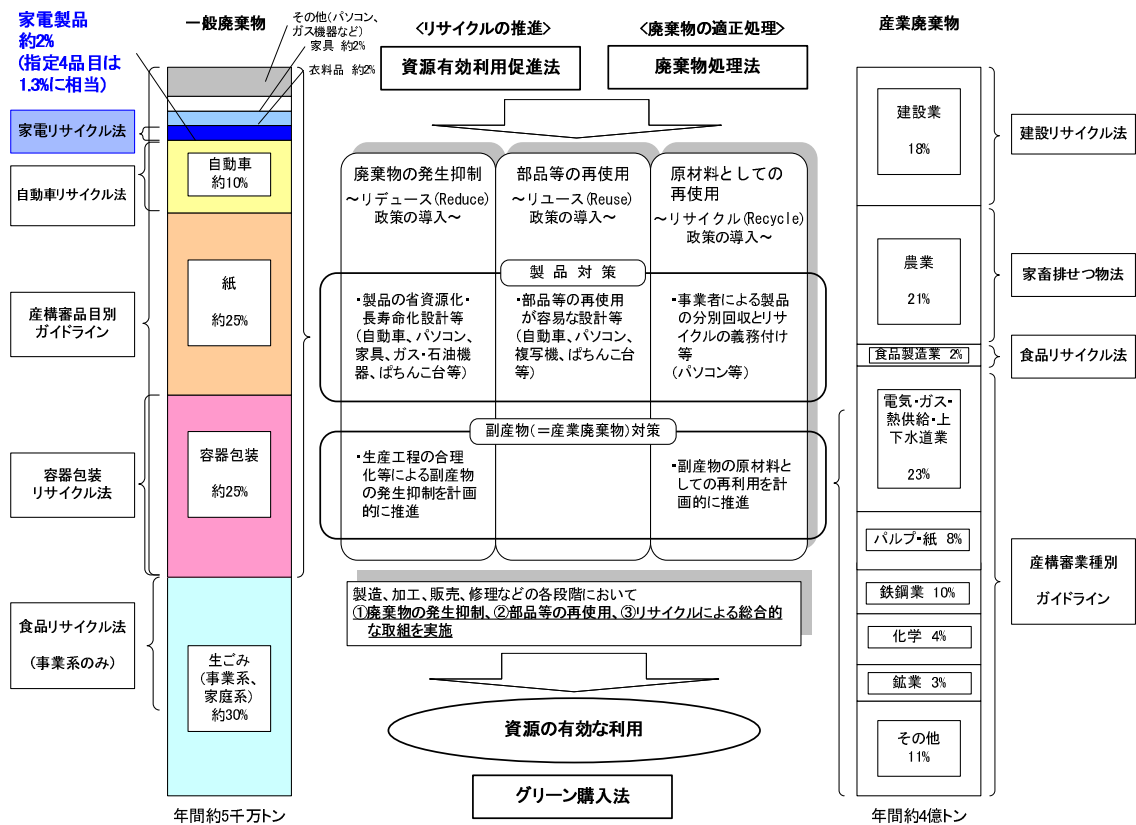 家電製品
約2%
(指定4品目は
1.3%に相当)
家電リサイクル法
自動車リサイクル法
産構審品目別
ガイドライン
容器包装
リサイクル法
食品リサイクル法
(事業系のみ)
一般廃棄物
その他(パソコン、
ガス機器など)
家具 約2%
衣料品 約2%
自動車
約10%
紙
約25%
容器包装
約25%
生ごみ
(事業系、
家庭系)
約30%
年間約5千万トン
<リサイクルの推進>
資源有効利用促進法
<廃棄物の適正処理>
廃棄物処理法
廃棄物の発生抑制
~リデュース(Reduce)
政策の導入~
部品等の再使用
~リユース(Reuse)
政策の導入~
原材料としての
再使用
~リサイクル(Recycle)
政策の導入~
製 品 対 策
・製品の省資源化・
長寿命化設計等
(自動車、パソコン、
家具、ガス・石油機
器、ぱちんこ台等)
・部品等の再使用
が容易な設計等
(自動車、パソコン、
複写機、ぱちんこ台
等)
・事業者による製品
の分別回収とリサ
イクルの義務付け
等
(パソコン等)
副産物(=産業廃棄物)対策
・生産工程の合理
化等による副産物
の発生抑制を計画
的に推進
・副産物の原材料と
しての再利用を計
画的に推進
製造、加工、販売、修理などの各段階において
①廃棄物の発生抑制、②部品等の再使用、③リサイクルによる総合的
な取組を実施
資源の有効な利用
グリーン購入法
産業廃棄物
建設業
18%
農業
21%
食品製造業 2%
電気・ガス・
熱供給・上
下水道業
23%
パルプ・紙 8%
鉄鋼業 10%
化学 4%
鉱業 3%
その他
11%
年間約4億トン
建設リサイクル法
家畜排せつ物法
食品リサイクル法
産構審業種別
ガイドライン